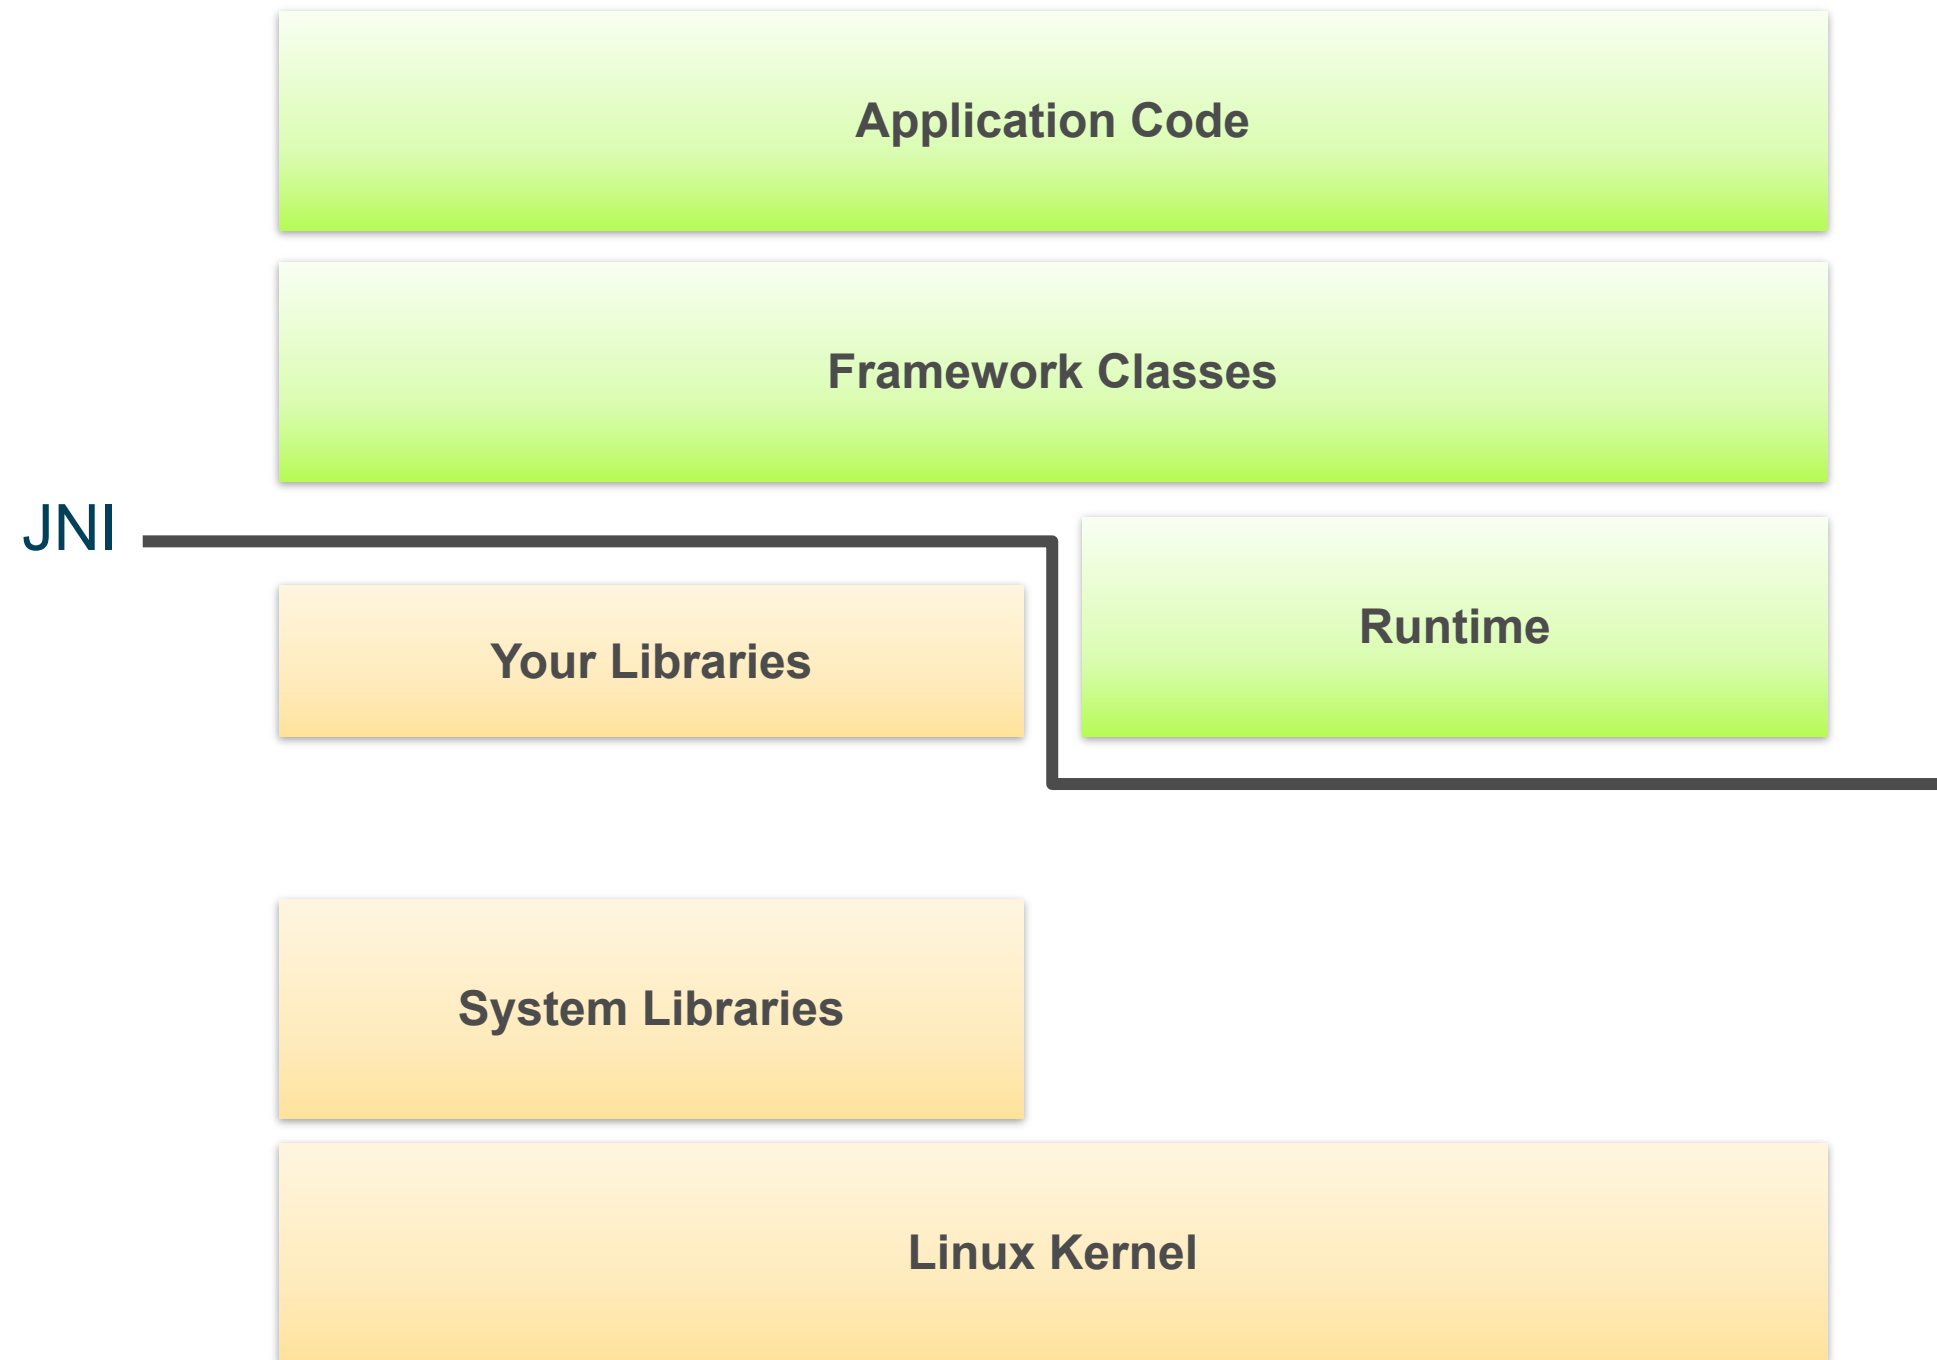 Application Code
Framework Classes
JNI
Runtime
Your Libraries
System Libraries
Linux Kernel